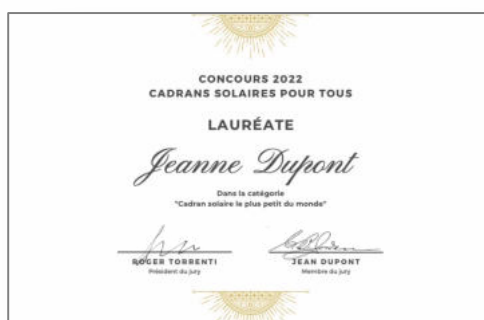 CONCOURS 2022
CADRANS SOLAIRES POUR TOUS
LAURÉATE
Jeanne Dupont
Dans la catégorie
"Cadran solaire le plus petit du monde"
ROGER TORRENTI
Président du jury
JEAN DUPONT
Membre du jury